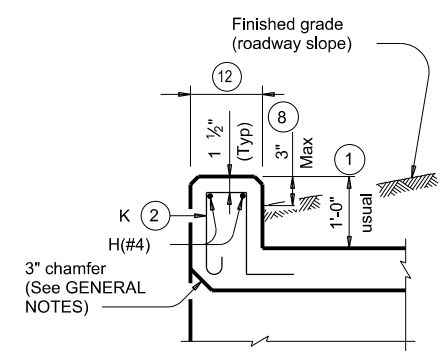 Finished grade
(roadway slope)
12
8
1 ½"
(Typ)
3"
Max
1
K 2
1'-0"
usual
H(#4)
3" chamfer
(See GENERAL
NOTES)